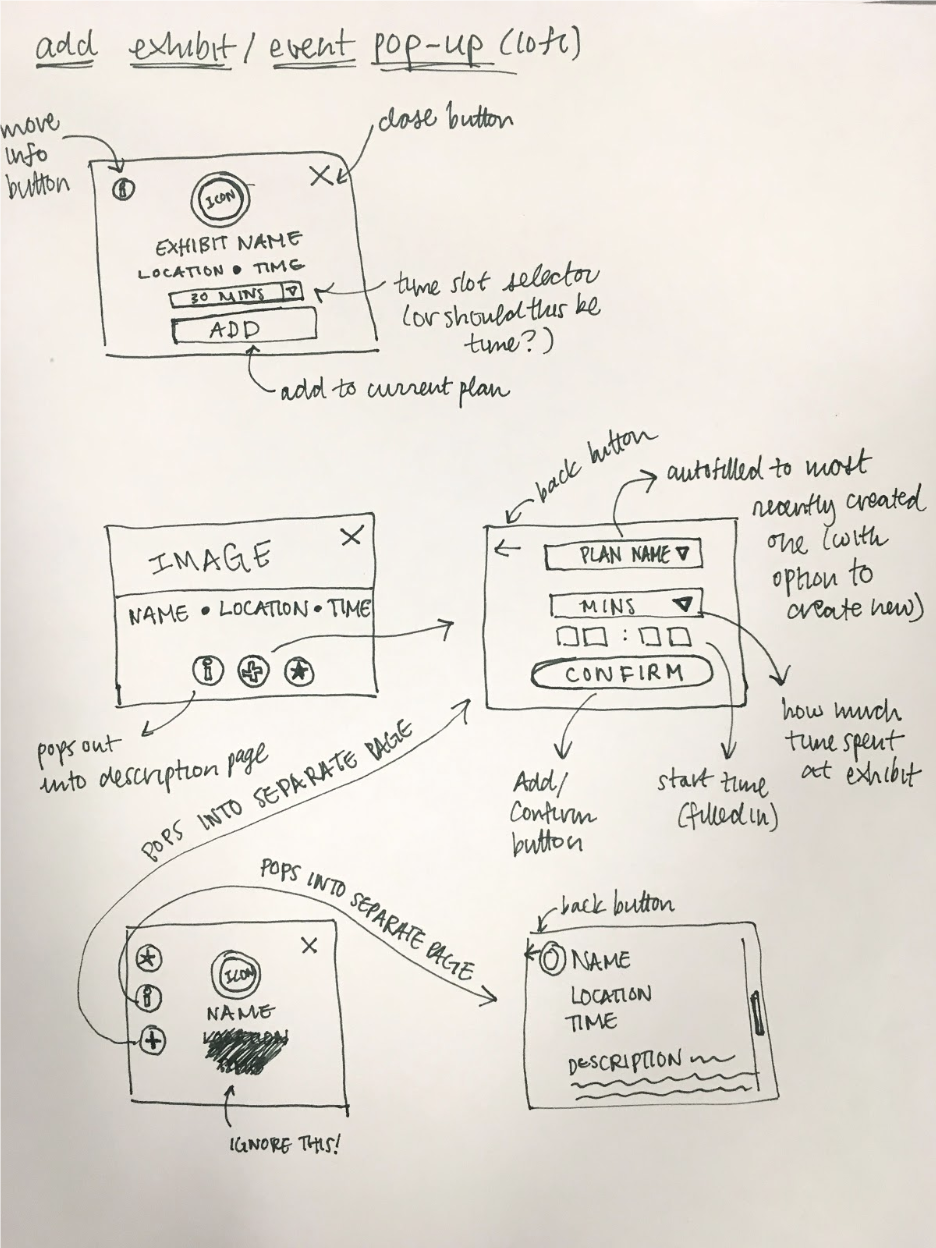 add exhibit / event pop-up (lofi)
close button
move
info
button
i
X
ICON
EXHIBIT NAME
LOCATION • TIME
30 MINS
ADD
time slot selector
(or should this be
time?)
add to current plan
back button
autofilled to most
recently created
one (with
option to
create new)
IMAGE
X
NAME • LOCATION • TIME
i
PLAN NAME
MINS
:
CONFIRM
pops out
into description page
how much
time spent
at exhibit
Add/
Confirm
button
start time
(filled in)
POPS INTO SEPARATE PAGE
POPS INTO SEPARATE PAGE
X
i
+
ICON
NAME
IGNORE THIS!
back button
NAME
LOCATION
TIME
DESCRIPTION